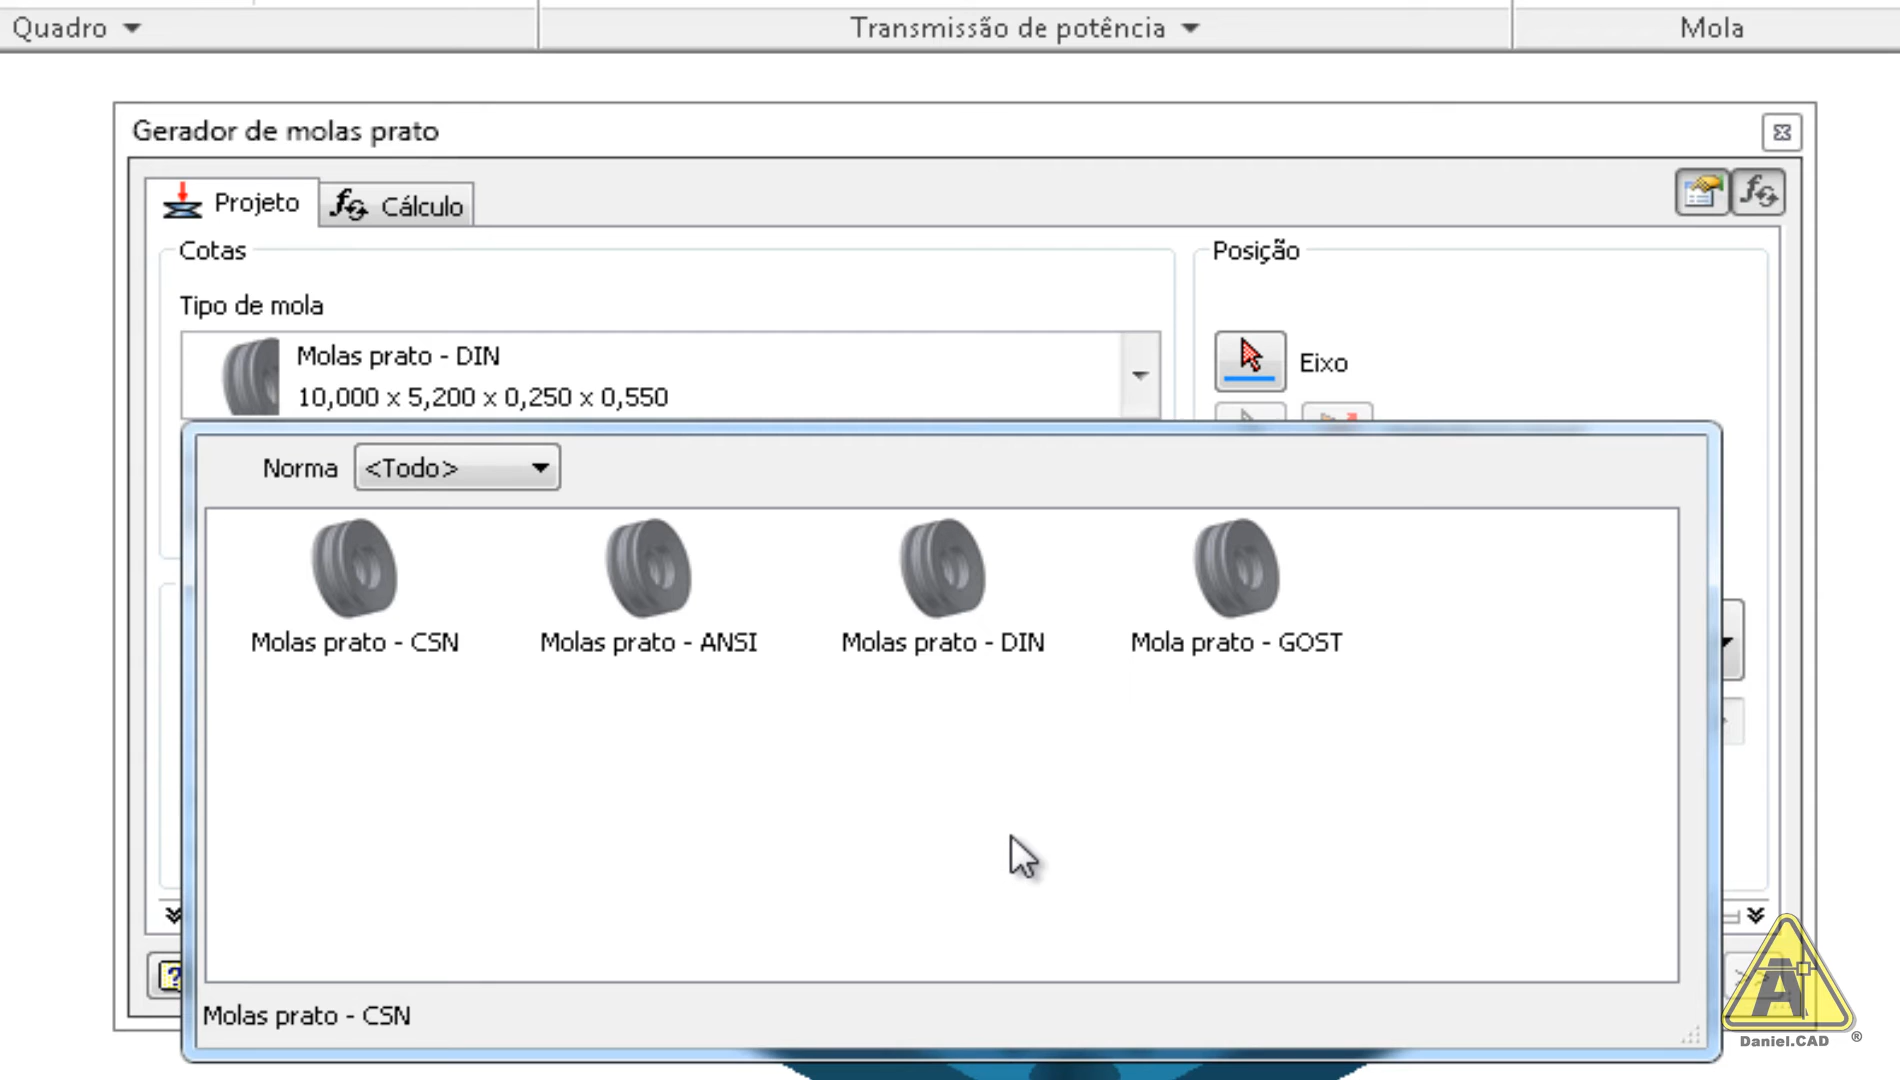 Quadro
Transmissão de potência
Mola
Gerador de molas prato
Projeto
Cálculo
Cotas
Posição
Tipo de mola
Molas prato - DIN
10,000 x 5,200 x 0,250 x 0,550
Eixo
Norma
<Todo>
Molas prato - CSN
Molas prato - ANSI
Molas prato - DIN
Mola prato - GOST
Molas prato - CSN
Daniel.CAD ®